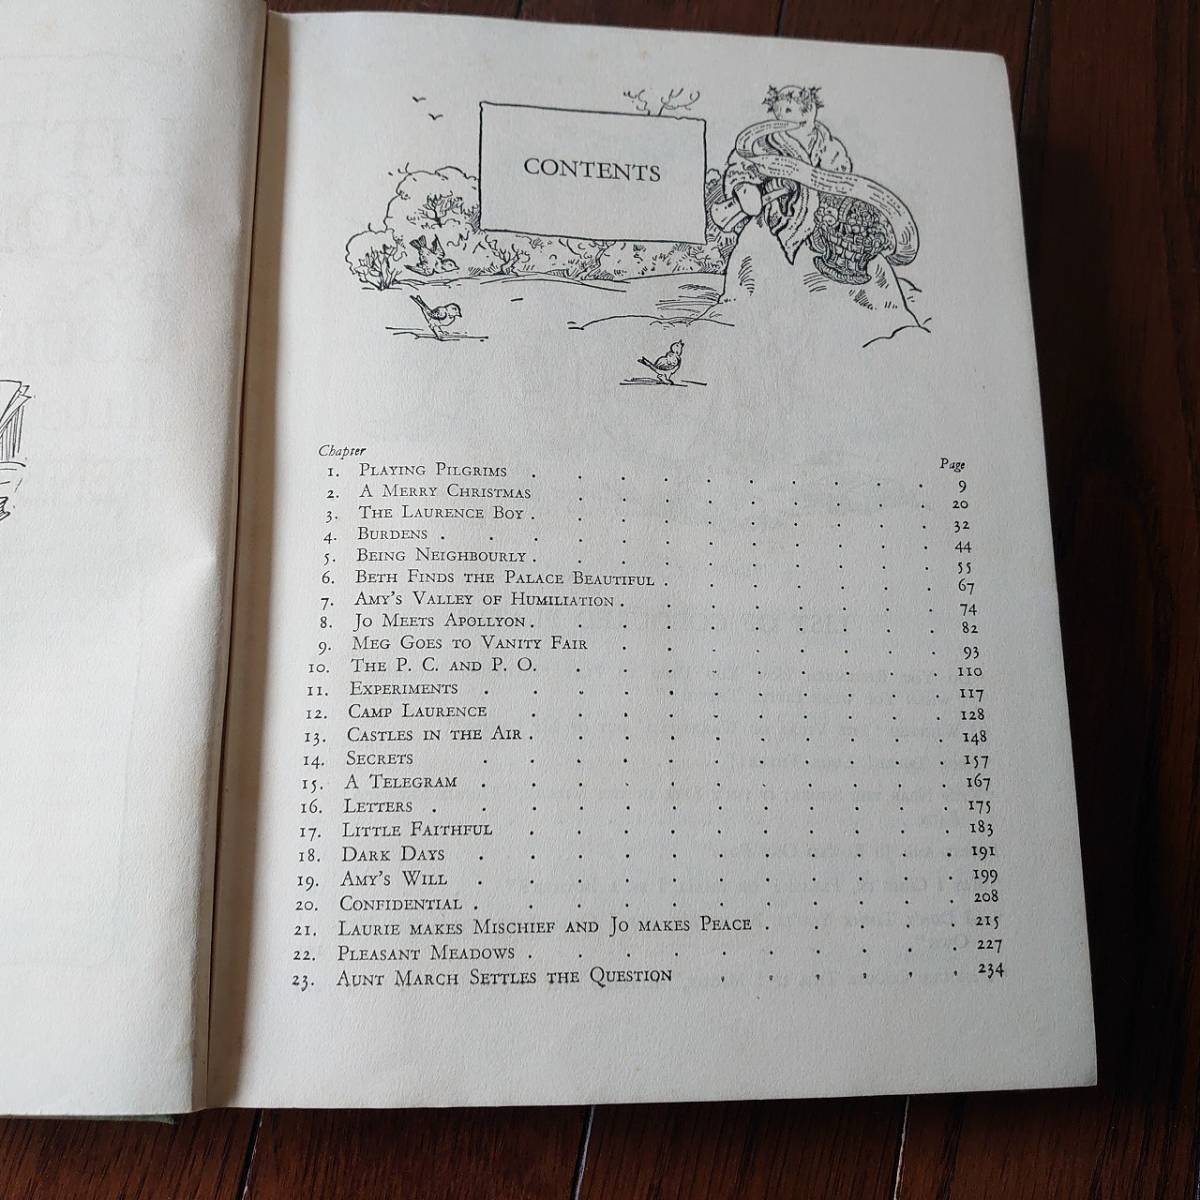 CONTENTS
Chapter Page
1. PLAYING PILGRIMS . . . . . . . . . . 9
2. A MERRY CHRISTMAS . . . . . . . . . 20
3. THE LAURENCE BOY . . . . . . . . . . 32
4. BURDENS . . . . . . . . . . . 44
5. BEING NEIGHBOURLY . . . . . . . . . . 55
6. BETH FINDS THE PALACE BEAUTIFUL . . . . . . . 67
7. AMY'S VALLEY OF HUMILIATION . . . . . . . . 74
8. JO MEETS APOLLYON . . . . . . . . . . 82
9. MEG GOES TO VANITY FAIR . . . . . . . . 93
10. THE P. C. AND P. O. . . . . . . . . . 110
11. EXPERIMENTS . . . . . . . . . . 117
12. CAMP LAURENCE . . . . . . . . . . 128
13. CASTLES IN THE AIR . . . . . . . . . . 148
14. SECRETS . . . . . . . . . . 157
15. A TELEGRAM . . . . . . . . . . 167
16. LETTERS . . . . . . . . . . . 175
17. LITTLE FAITHFUL . . . . . . . . . . 183
18. DARK DAYS . . . . . . . . . . 191
19. AMY'S WILL . . . . . . . . . . 199
20. CONFIDENTIAL . . . . . . . . . . 208
21. LAURIE MAKES MISCHIEF AND JO MAKES PEACE . . . . . 215
22. PLEASANT MEADOWS . . . . . . . . . . 227
23. AUNT MARCH SETTLES THE QUESTION . . . . . . 234